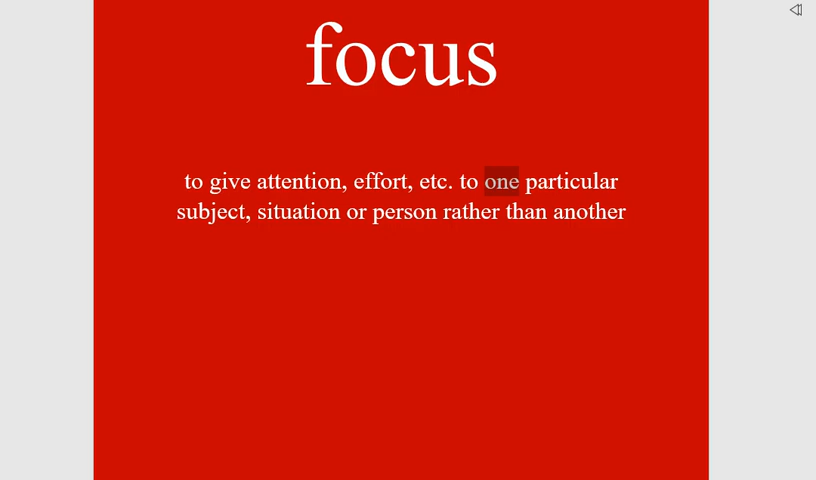 focus
to give attention, effort, etc. to one particular
subject, situation or person rather than another